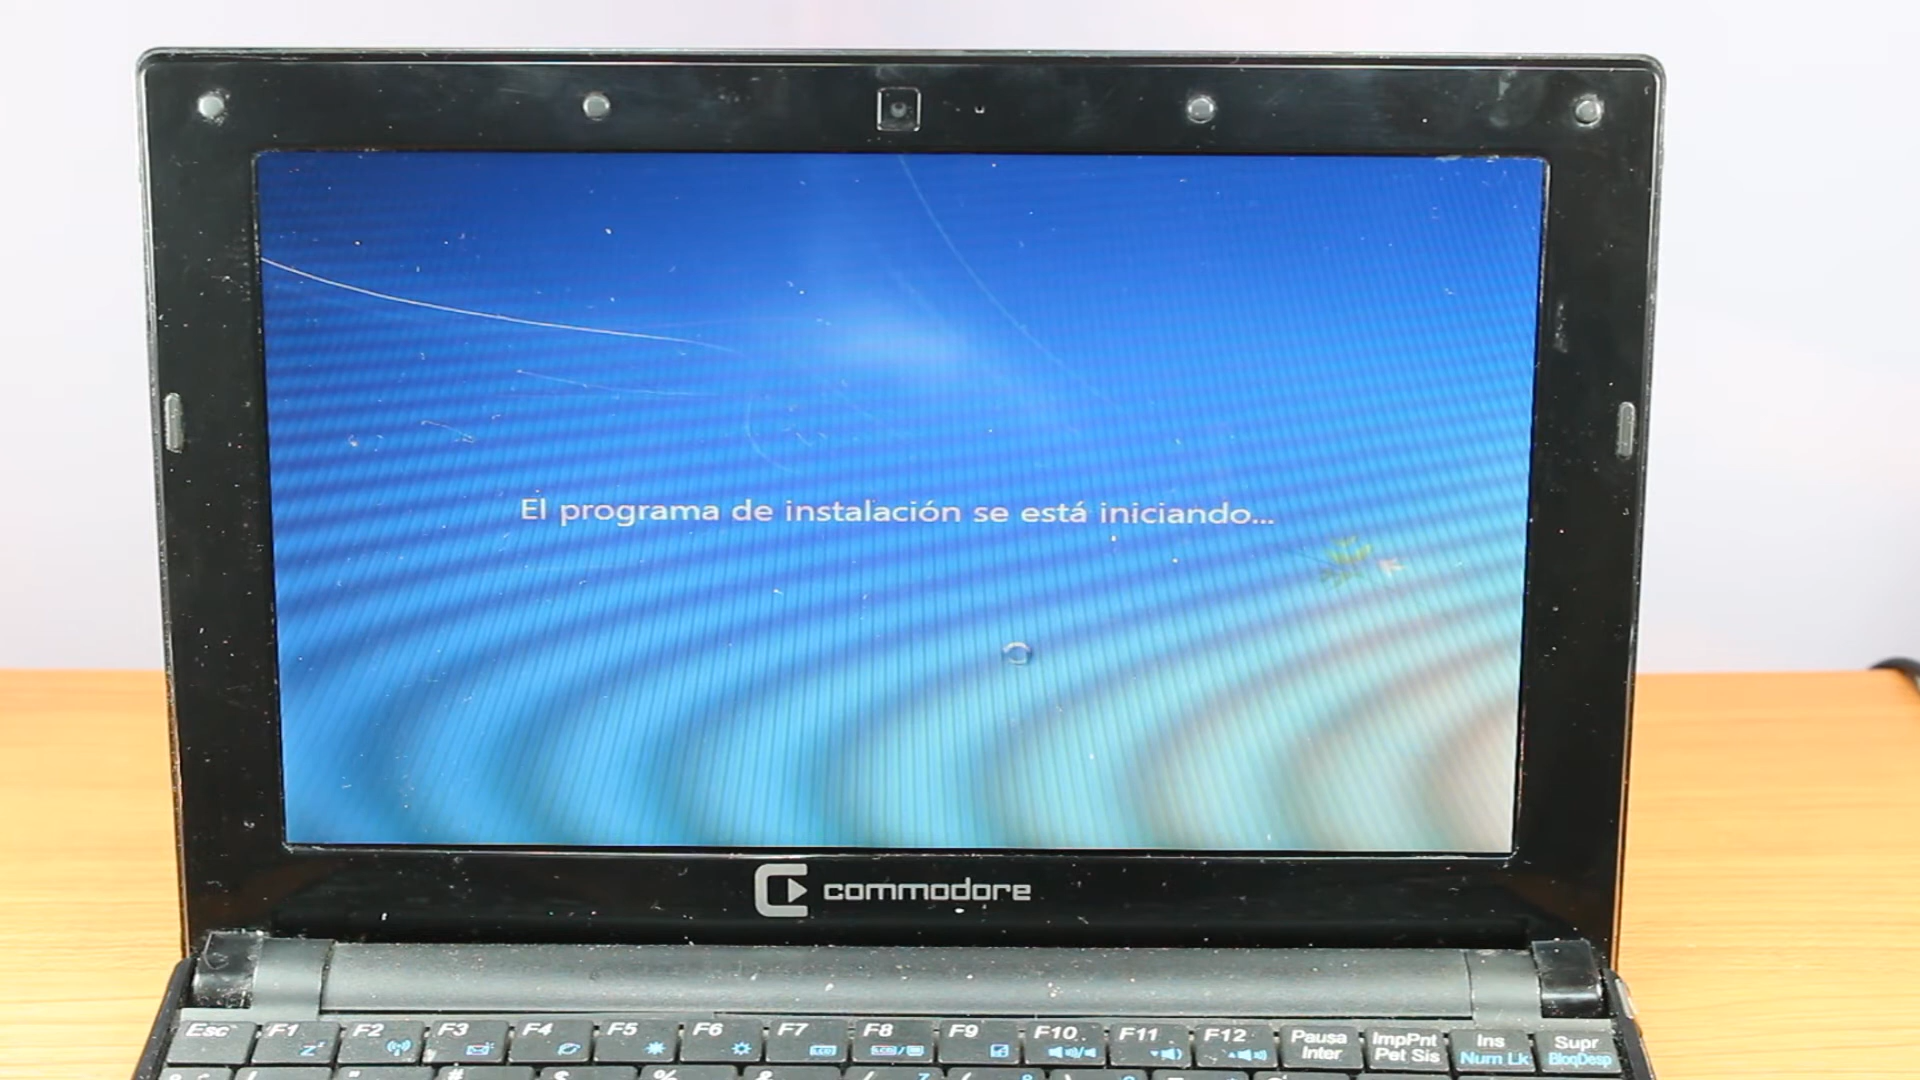 El programa de instalación se está iniciando...
commodore
Esc F1 F2 F3 F4 F5 F6 F7 F8 F9 F10 F11 F12 Pausa Inter ImpPnt Pet Sis Ins Num Lk Supr BloqDesp